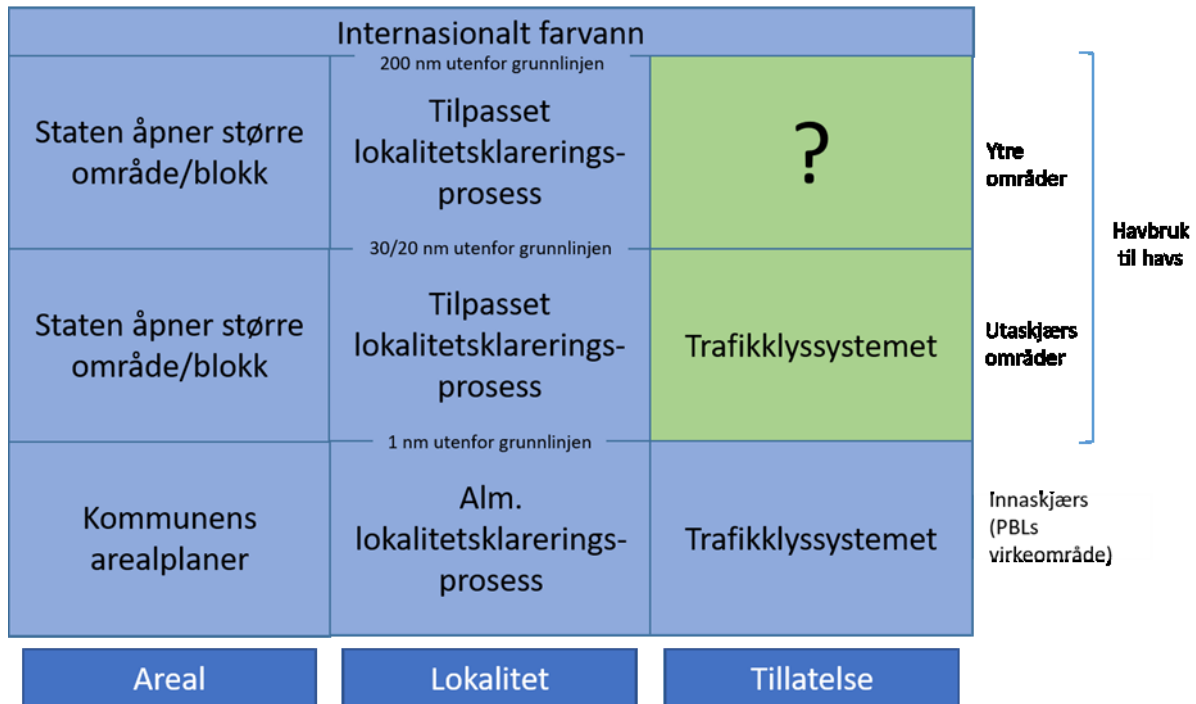 Internasjonalt farvann
200 nm utenfor grunnlinjen
Staten åpner større
område/blokk
Tilpasset
lokalitetsklarerings-
prosess
?
Ytre
områder
Havbruk
til havs
30/20 nm utenfor grunnlinjen
Staten åpner større
område/blokk
Tilpasset
lokalitetsklarerings-
prosess
Trafikklyssystemet
Utaskjærs
områder
1 nm utenfor grunnlinjen
Kommunens
arealplaner
Alm.
lokalitetsklarerings-
prosess
Trafikklyssystemet
Innaskjærs
(PBLs
virkeområde)
Areal
Lokalitet
Tillatelse